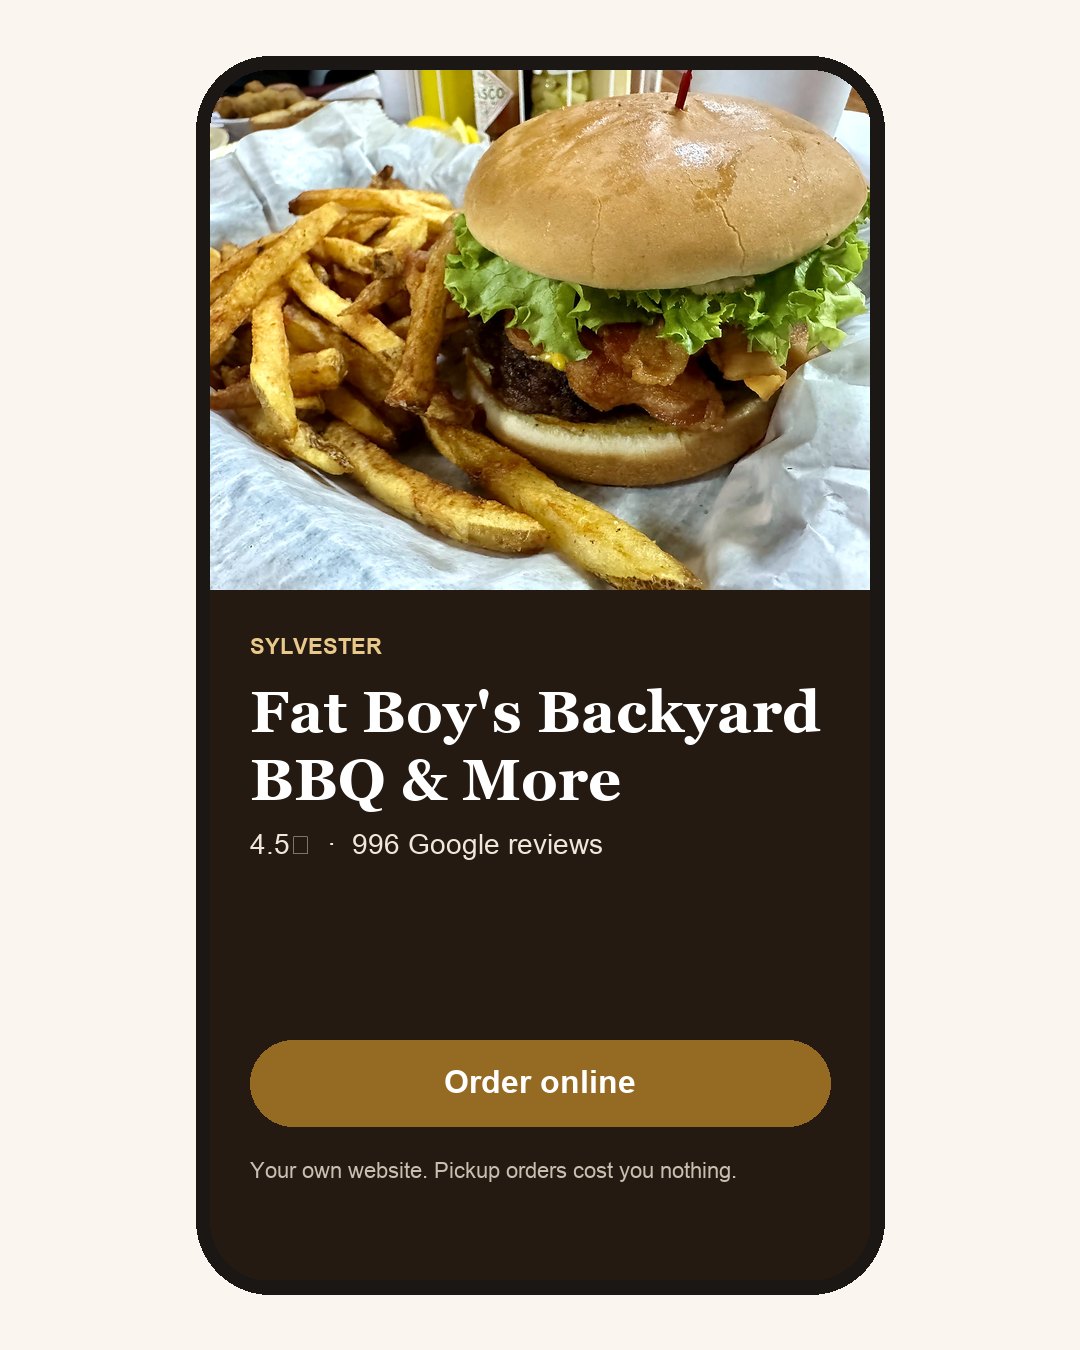 SCO
SYLVESTER
Fat Boy's Backyard
BBQ & More
4.5□ · 996 Google reviews
Order online
Your own website. Pickup orders cost you nothing.